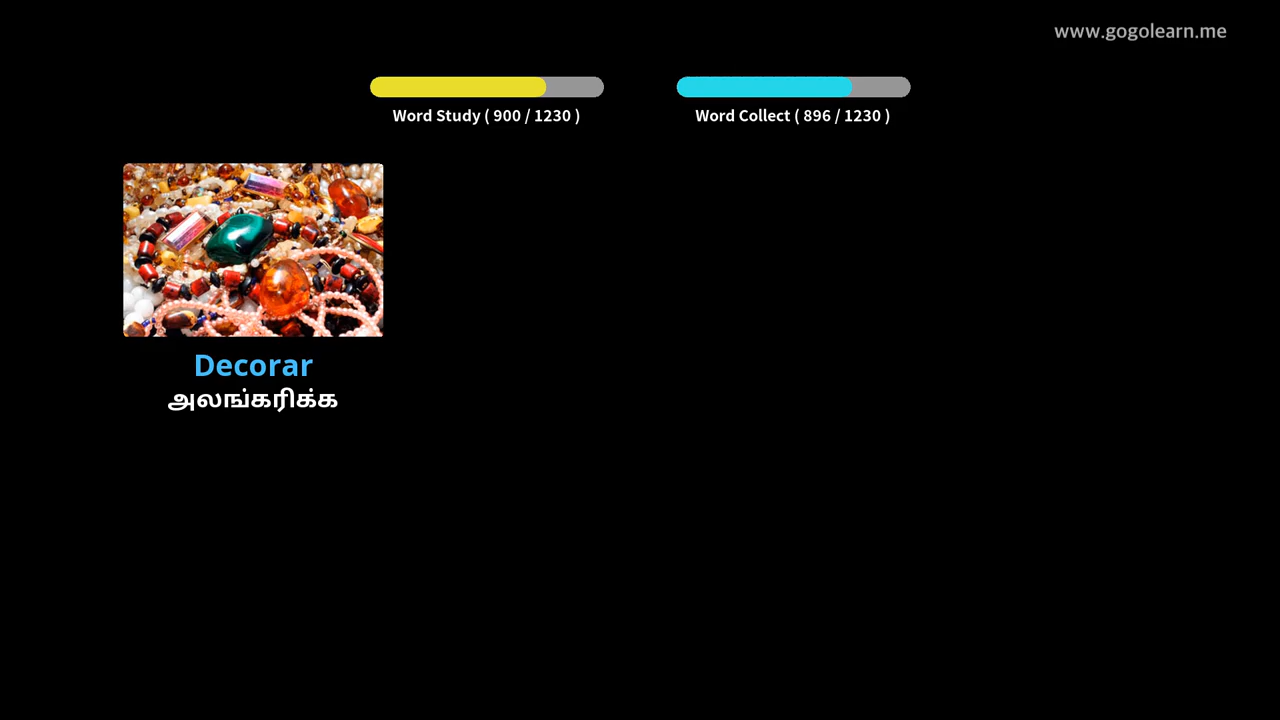 www.gogolearn.me
Word Study ( 900 / 1230 )
Word Collect ( 896 / 1230 )
Decorar
அலங்கரிக்க